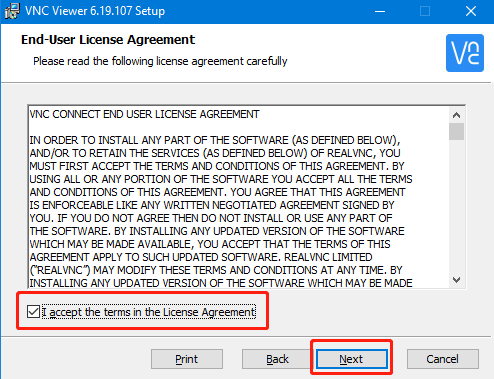 VNC Viewer 6.19.107 Setup
End-User License Agreement
Please read the following license agreement carefully
VNC CONNECT END USER LICENSE AGREEMENT
IN ORDER TO INSTALL ANY PART OF THE SOFTWARE (AS DEFINED BELOW),
AND/OR TO RETAIN THE SERVICES (AS DEFINED BELOW) OF REALVNC, YOU
MUST FIRST ACCEPT THE TERMS AND CONDITIONS OF THIS AGREEMENT. BY
USING ALL OR ANY PORTION OF THE SOFTWARE YOU ACCEPT ALL THE TERMS
AND CONDITIONS OF THIS AGREEMENT. YOU AGREE THAT THIS AGREEMENT
IS ENFORCEABLE LIKE ANY WRITTEN NEGOTIATED AGREEMENT SIGNED BY
YOU. IF YOU DO NOT AGREE THEN DO NOT INSTALL OR USE ANY PART OF
THE SOFTWARE. BY INSTALLING ANY UPDATED VERSION OF THE SOFTWARE
WHICH MAY BE MADE AVAILABLE, YOU ACCEPT THAT THE TERMS OF THIS
AGREEMENT APPLY TO SUCH UPDATED SOFTWARE. REALVNC LIMITED
("REALVNC") MAY MODIFY THESE TERMS AND CONDITIONS AT ANY TIME. BY
INSTALLING ANY UPDATED VERSION OF THE SOFTWARE WHICH MAY BE MADE
I accept the terms in the License Agreement
Print Back Next Cancel